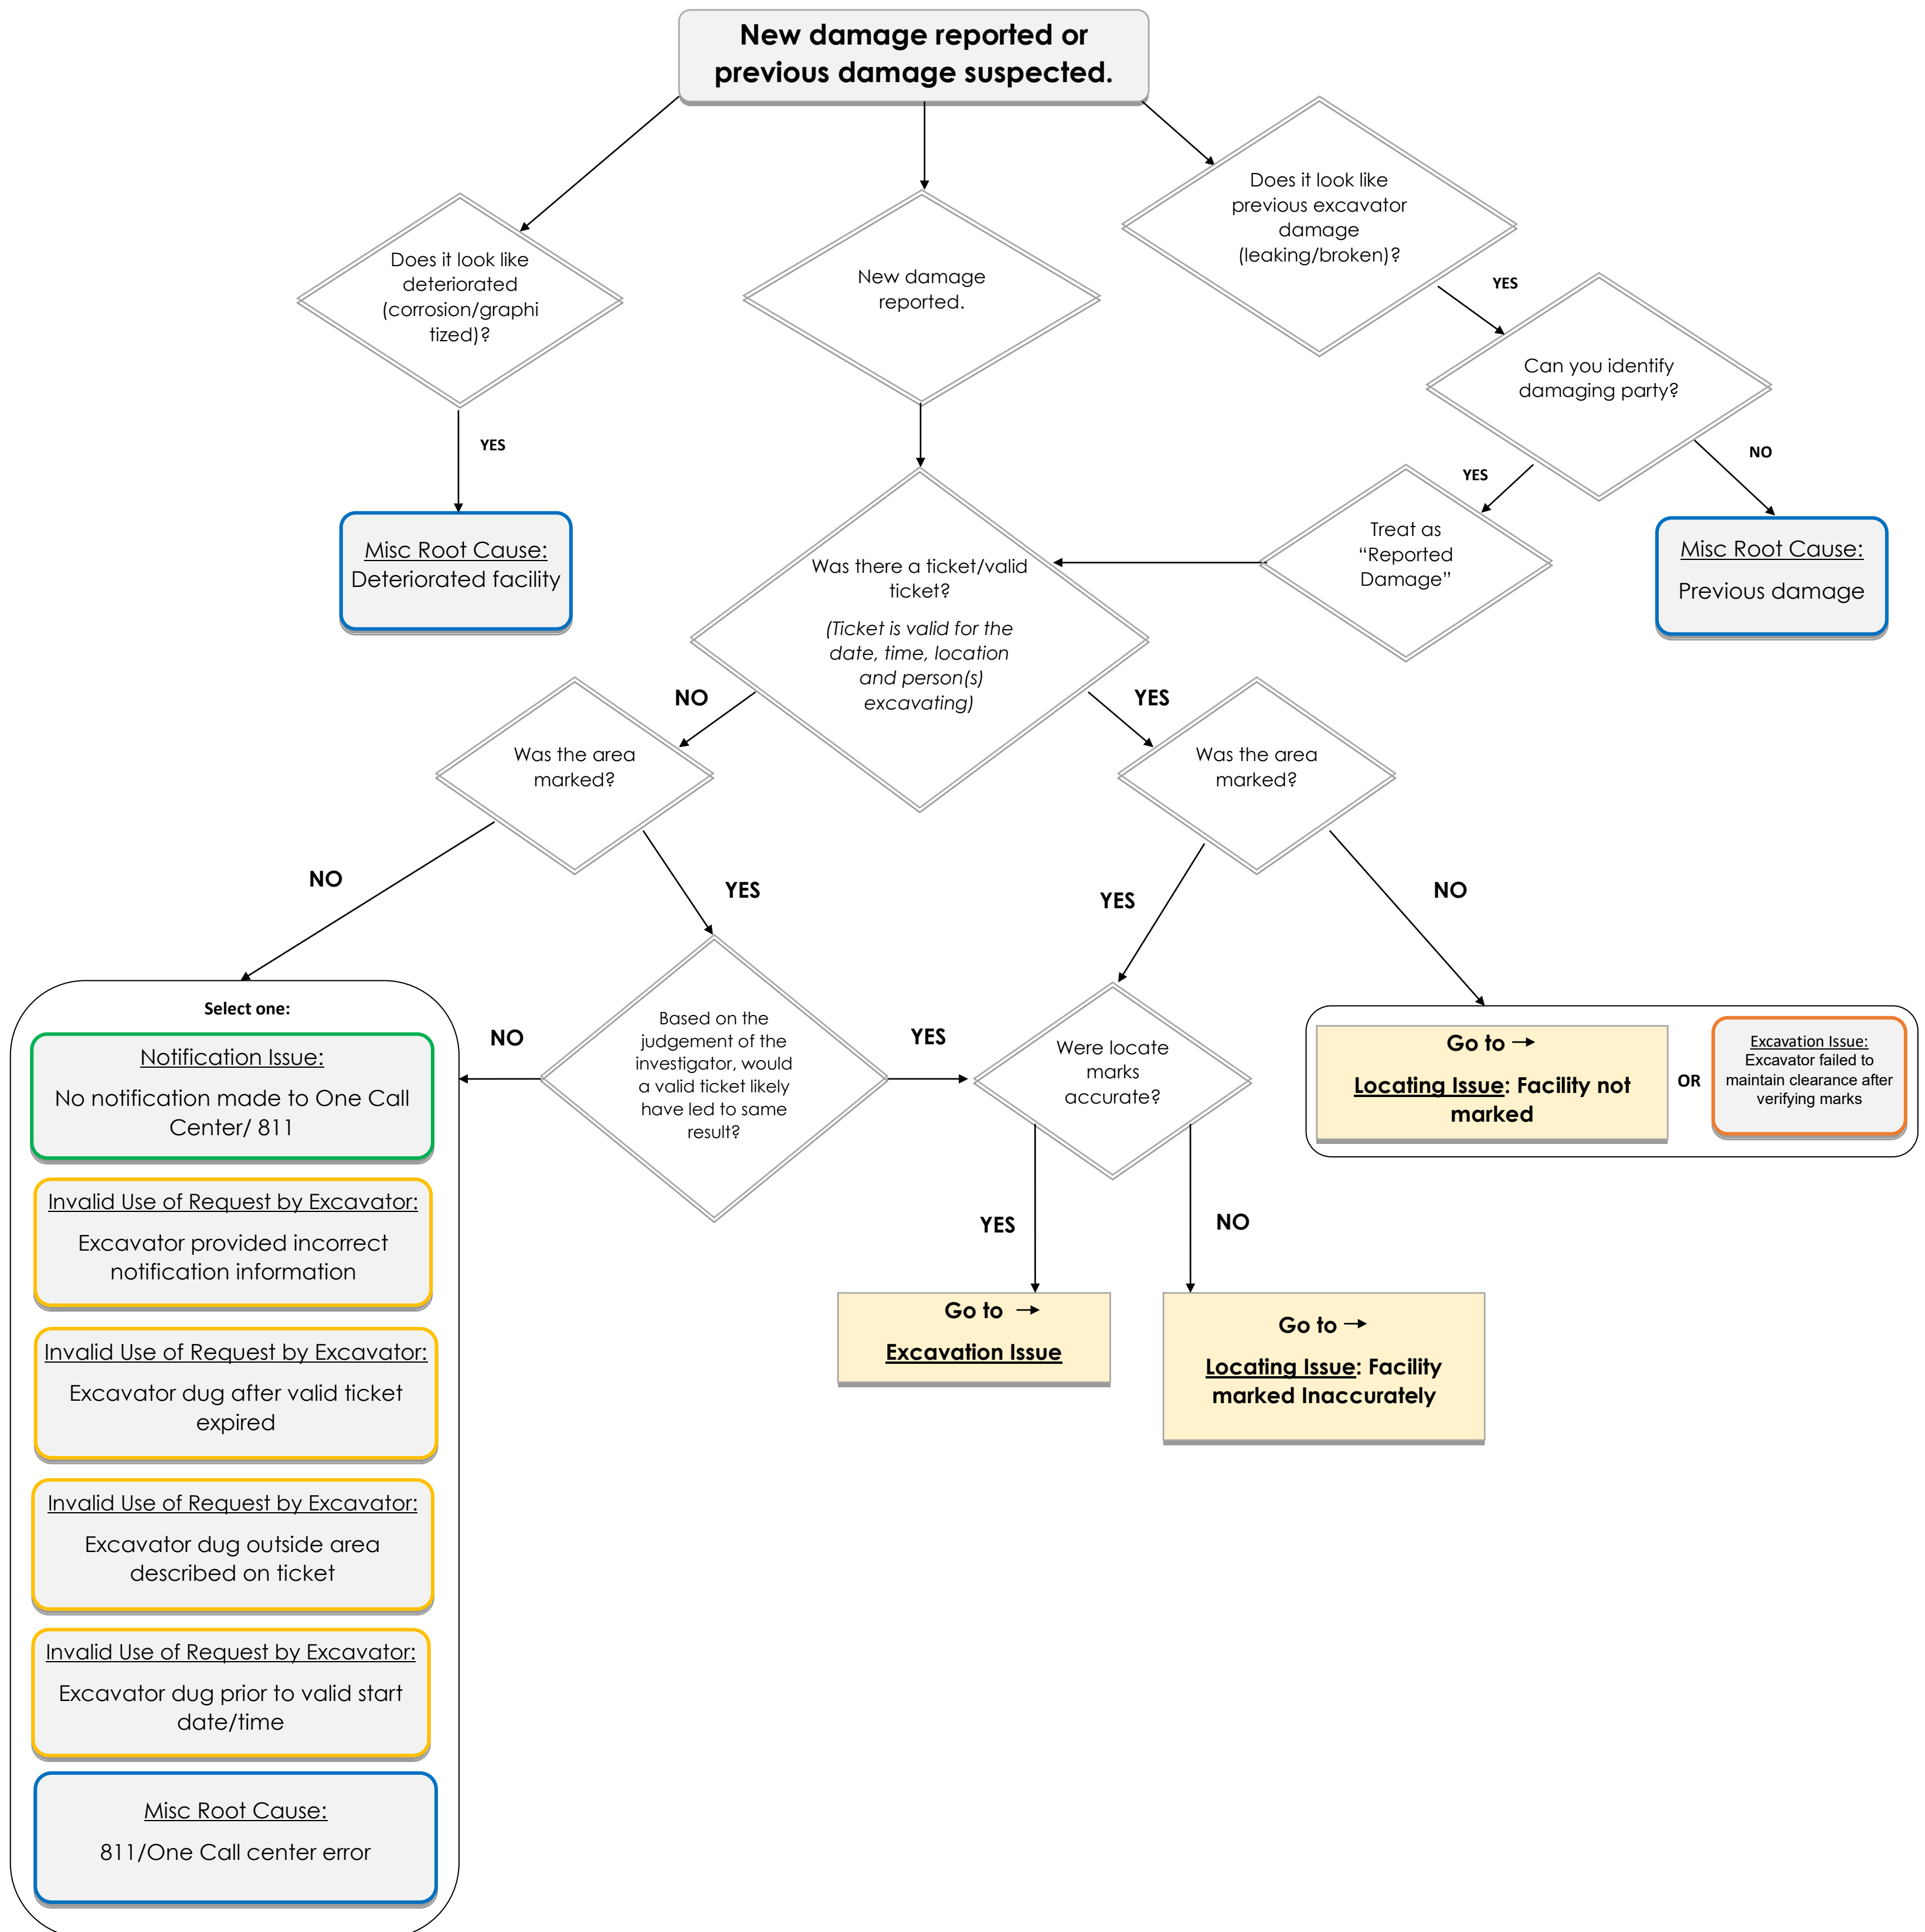 New damage reported or
previous damage suspected.
Does it look like
previous excavator
damage
(leaking/broken)?
Does it look like
deteriorated
(corrosion/graphi
tized)?
New damage
reported.
YES
Can you identify
damaging party?
YES
NO
YES
Misc Root Cause:
Deteriorated facility
Treat as
“Reported
Damage”
Misc Root Cause:
Previous damage
Was there a ticket/valid
ticket?
(Ticket is valid for the
date, time, location
and person(s)
excavating)
NO
YES
Was the area
marked?
Was the area
marked?
NO
YES
YES
NO
Select one:
Notification Issue:
No notification made to One Call
Center/ 811
Invalid Use of Request by Excavator:
Excavator provided incorrect
notification information
Invalid Use of Request by Excavator:
Excavator dug after valid ticket
expired
Invalid Use of Request by Excavator:
Excavator dug outside area
described on ticket
Invalid Use of Request by Excavator:
Excavator dug prior to valid start
date/time
Misc Root Cause:
811/One Call center error
NO
Based on the
judgement of the
investigator, would
a valid ticket likely
have led to same
result?
YES
Were locate
marks
accurate?
Go to →
Locating Issue: Facility not
marked
OR
Excavation Issue:
Excavator failed to
maintain clearance after
verifying marks
YES
NO
Go to →
Excavation Issue
Go to →
Locating Issue: Facility
marked Inaccurately